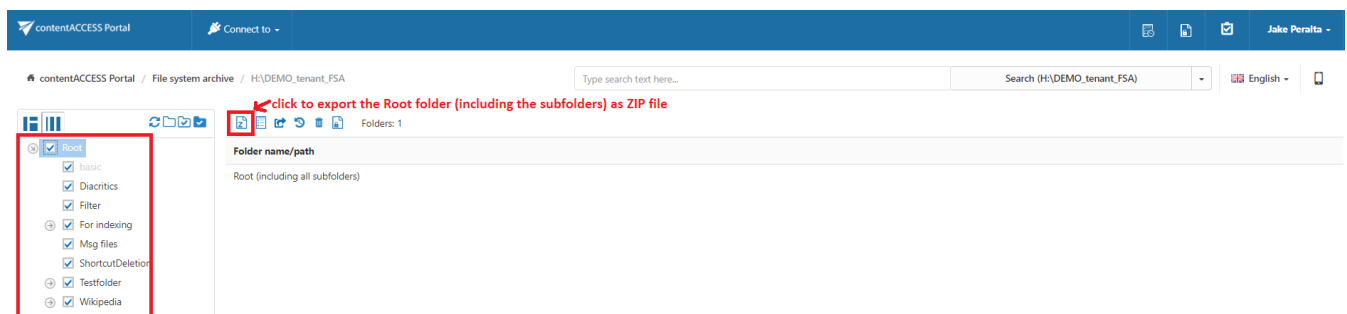 contentACCESS Portal
Connect to
Jake Peralta
contentACCESS Portal / File system archive / H:\DEMO_tenant_FSA
Type search text here...
Search (H:\DEMO_tenant_FSA)
English
click to export the Root folder (including the subfolders) as ZIP file
Folders: 1
Root
Folder name/path
basic
Root (including all subfolders)
Diacritics
Filter
For indexing
Msg files
ShortcutDeletion
Testfolder
Wikipedia